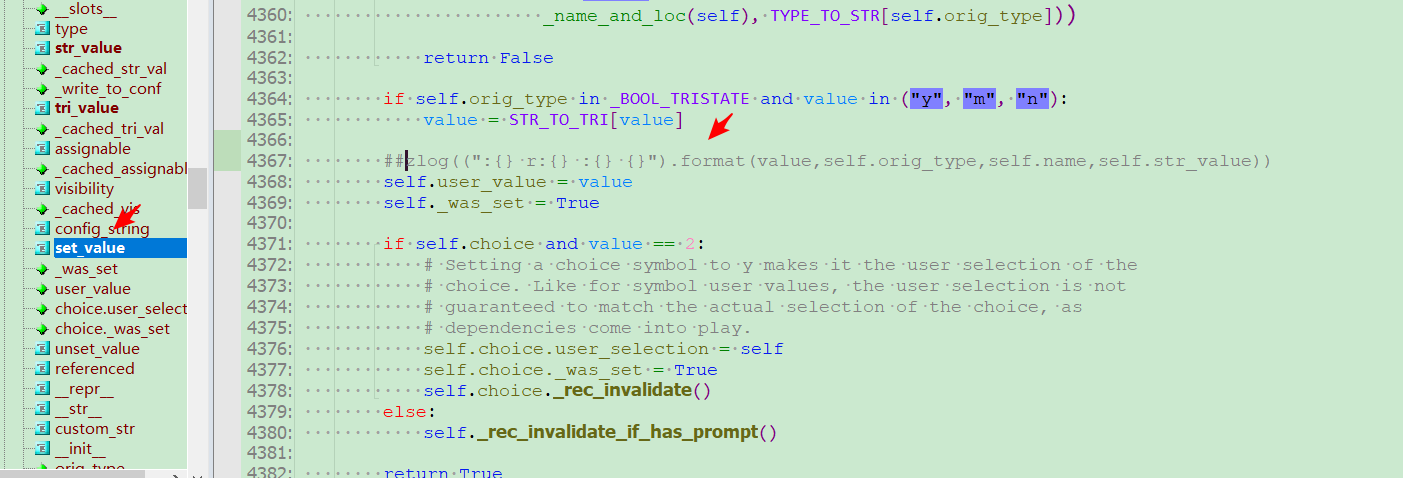 __slots__
type
str_value
_cached_str_val
_write_to_conf
tri_value
_cached_tri_val
assignable
_cached_assignabl
visibility
_cached_vis
config_string
set_value
_was_set
user_value
choice.user_select
choice._was_set
unset_value
referenced
__repr__
__str__
custom_str
__init__
orig_type
4360: _name_and_loc(self), TYPE_TO_STR[self.orig_type]))
4361:
4362: return False
4363:
4364: if self.orig_type in _BOOL_TRISTATE and value in ("y", "m", "n"):
4365: value = STR_TO_TRI[value]
4366:
4367: ##zlog((":{} r:{} :{} {}").format(value,self.orig_type,self.name,self.str_value))
4368: self.user_value = value
4369: self._was_set = True
4370:
4371: if self.choice and value == 2:
4372: # Setting a choice symbol to y makes it the user selection of the
4373: # choice. Like for symbol user values, the user selection is not
4374: # guaranteed to match the actual selection of the choice, as
4375: # dependencies come into play.
4376: self.choice.user_selection = self
4377: self.choice._was_set = True
4378: self.choice._rec_invalidate()
4379: else:
4380: self._rec_invalidate_if_has_prompt()
4381:
4382: return True